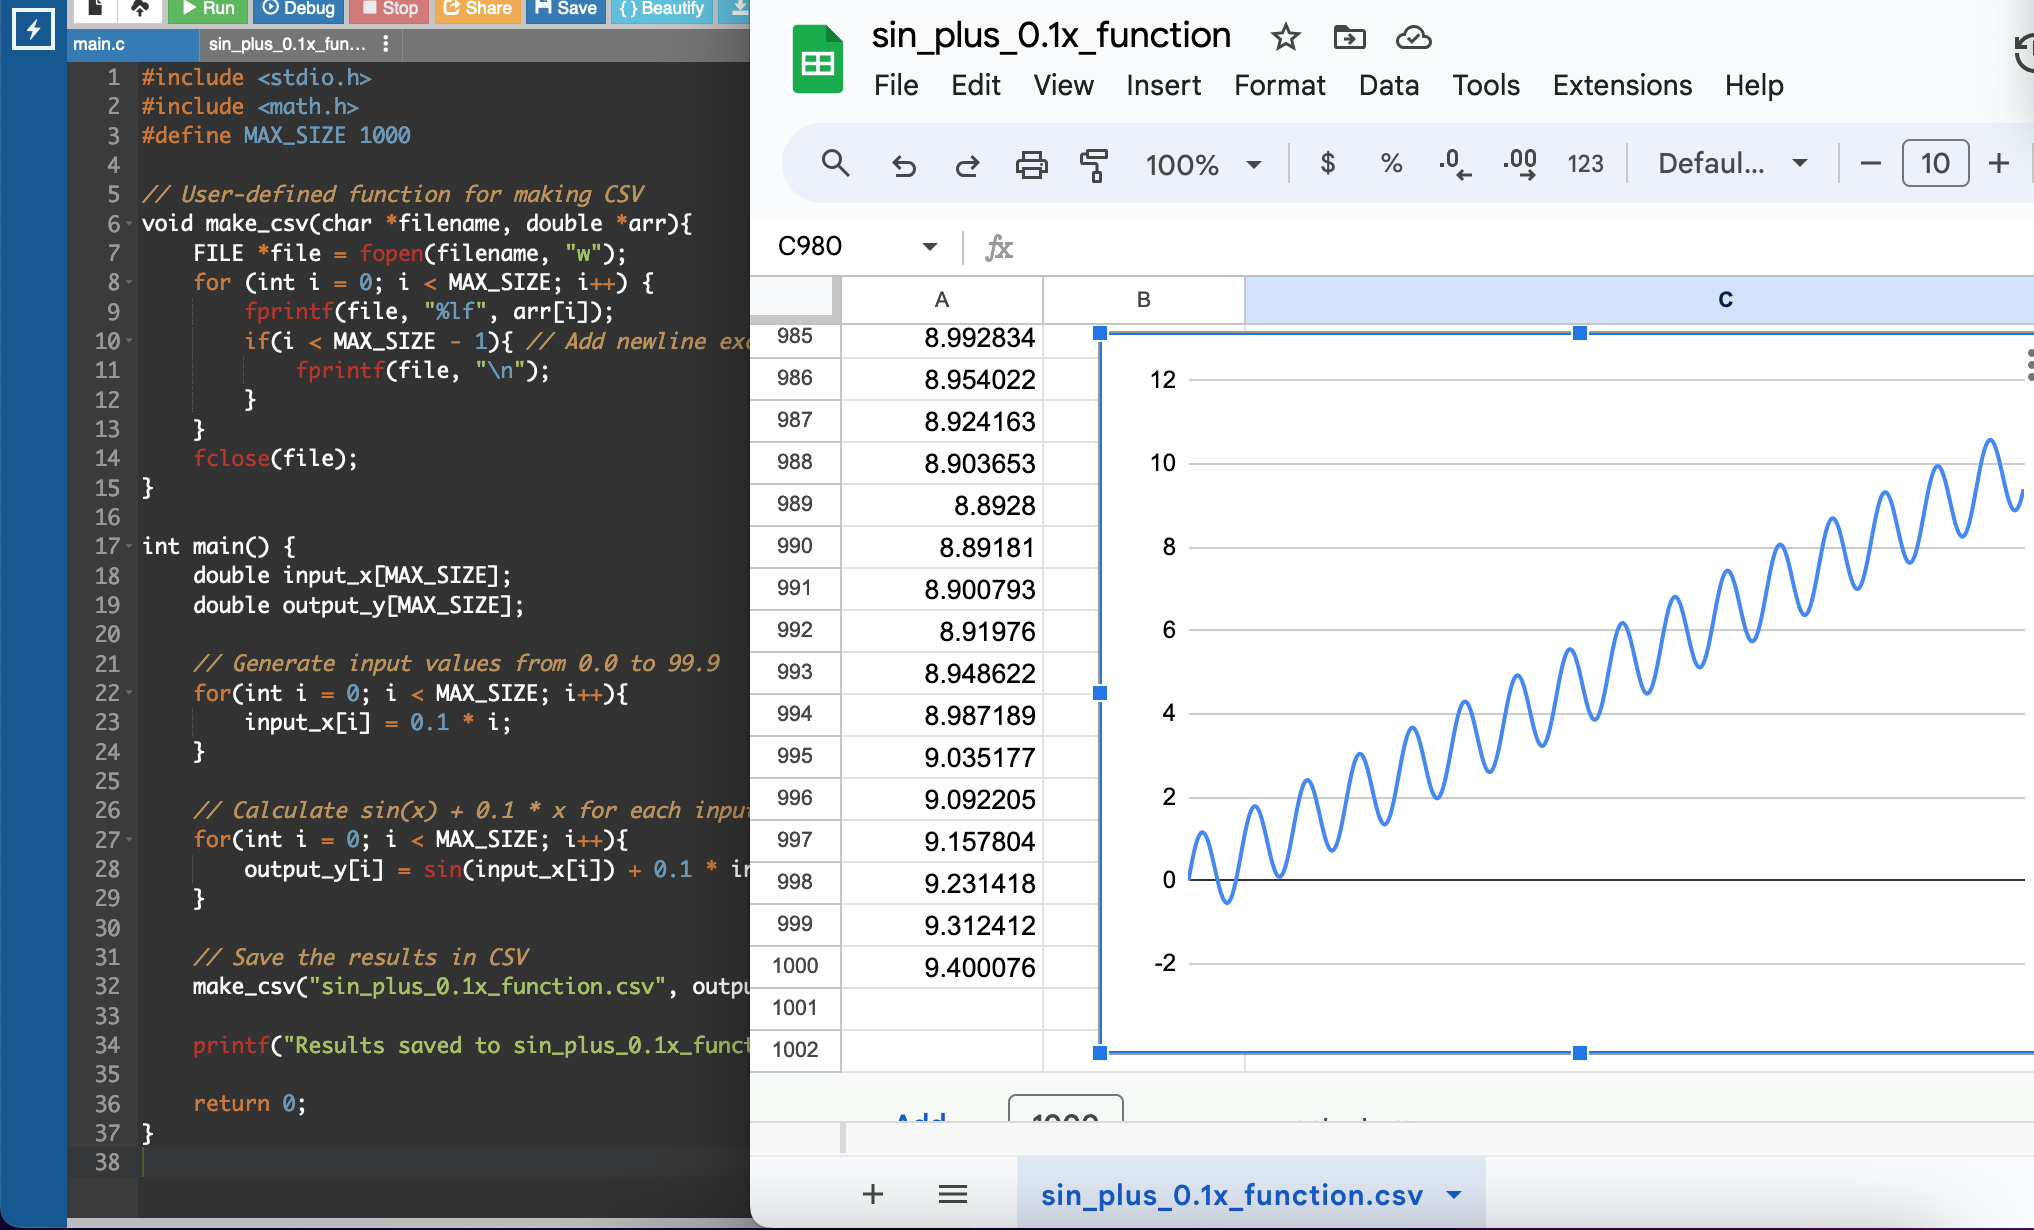 Run Debug Stop Share Save {} Beautify
main.c sin_plus_0.1x_fun...
1 #include <stdio.h>
2 #include <math.h>
3 #define MAX_SIZE 1000
4
5 // User-defined function for making CSV
6 void make_csv(char *filename, double *arr){
7 FILE *file = fopen(filename, "w");
8 for (int i = 0; i < MAX_SIZE; i++) {
9 fprintf(file, "%lf", arr[i]);
10 if(i < MAX_SIZE - 1){ // Add newline
11 fprintf(file, "\n");
12 }
13 }
14 fclose(file);
15 }
16
17 int main() {
18 double input_x[MAX_SIZE];
19 double output_y[MAX_SIZE];
20
21 // Generate input values from 0.0 to 99.9
22 for(int i = 0; i < MAX_SIZE; i++){
23 input_x[i] = 0.1 * i;
24 }
25
26 // Calculate sin(x) + 0.1 * x for each
27 for(int i = 0; i < MAX_SIZE; i++){
28 output_y[i] = sin(input_x[i]) + 0.1 *
29 }
30
31 // Save the results in CSV
32 make_csv("sin_plus_0.1x_function.csv",
33
34 printf("Results saved to
35
36 return 0;
37 }
38
sin_plus_0.1x_function
File Edit View Insert Format Data Tools Extensions Help
100% $ % .0 .00 123 Defaul... − 10 +
C980 fx
A B C
985 8.992834
986 8.954022
987 8.924163
988 8.903653
989 8.8928
990 8.89181
991 8.900793
992 8.91976
993 8.948622
994 8.987189
995 9.035177
996 9.092205
997 9.157804
998 9.231418
999 9.312412
1000 9.400076
1001
1002
12
10
8
6
4
2
0
-2
Add 1000
+ sin_plus_0.1x_function.csv